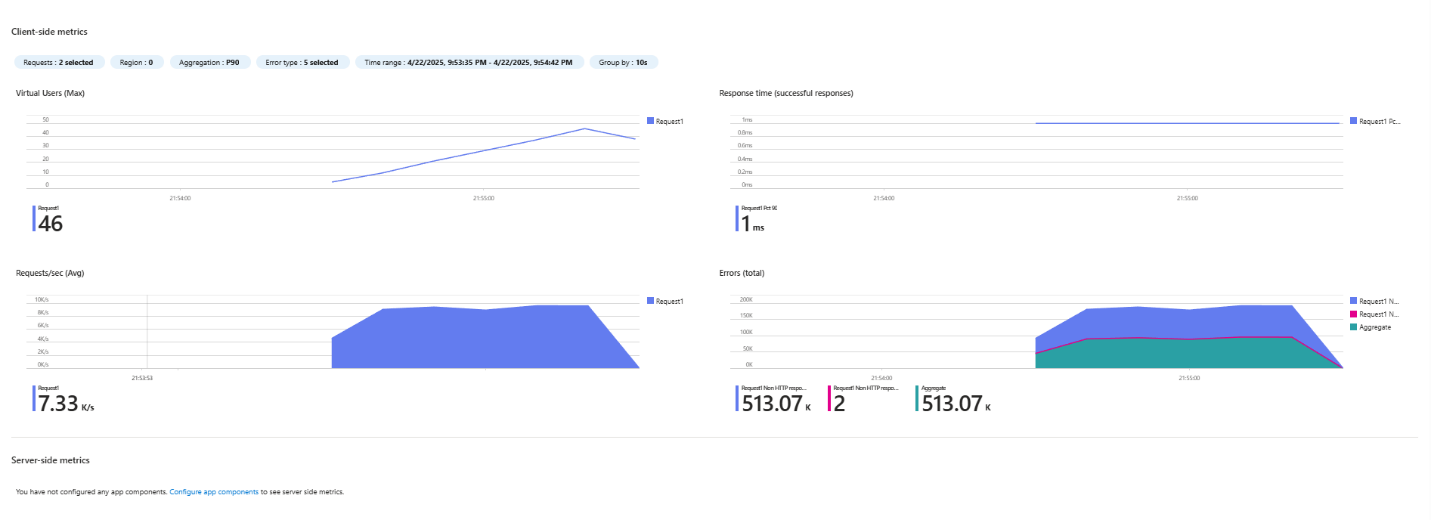 Client-side metrics
Requests : 2 selected Region : 0 Aggregation : P90 Error type : 5 selected Time range : 4/22/2025, 9:53:35 PM - 4/22/2025, 9:54:42 PM Group by : 10s
Virtual Users (Max)
50
40
30
20
10
0
21:54:00 21:55:00
Request1
Request1
46
Response time (successful responses)
1ms
0.8ms
0.6ms
0.4ms
0.2ms
0ms
21:54:00 21:55:00
Request1 Pc...
Request1 Pct 90
1 ms
Requests/sec (Avg)
10K/s
8K/s
6K/s
4K/s
2K/s
0K/s
21:53:53
Request1
Request1
7.33 K/s
Errors (total)
200K
150K
100K
50K
0K
21:54:00 21:55:00
Request1 N...
Request1 N...
Aggregate
Request1 Non HTTP respo...
513.07 K
Request1 Non HTTP respo...
2
Aggregate
513.07 K
Server-side metrics
You have not configured any app components. Configure app components to see server side metrics.